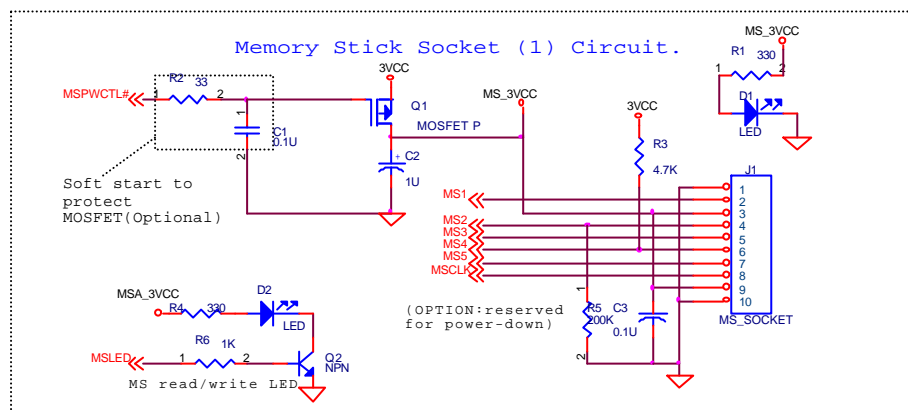 Memory Stick Socket (1) Circuit.
MS_3VCC
R1
330
1
2
D1
LED
R2
33
MSPWCTL#
1
2
3VCC
Q1
MOSFET P
MS_3VCC
3VCC
1
C1
0.1U
2
C2
+
1U
R3
4.7K
Soft start to
protect
MOSFET(Optional)
J1
MS1
MS2
MS3
MS4
MS5
MSCLK
1
2
3
4
5
6
7
8
9
10
MS_SOCKET
MSA_3VCC
R4
330
D2
LED
(OPTION:reserved
for power-down)
1
R5
200K
2
C3
0.1U
MSLED
1
R6
1K
2
Q2
NPN
MS read/write LED